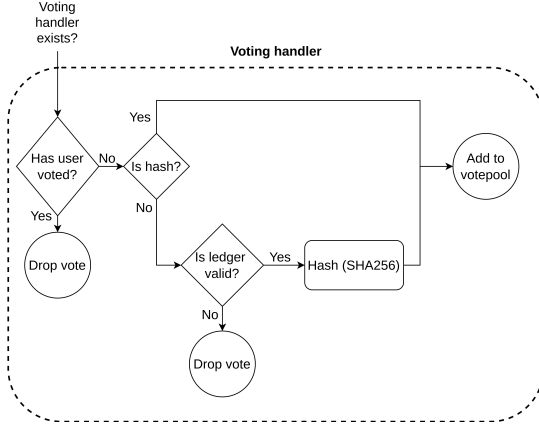 Voting
handler
exists?
Voting handler
Yes
Has user
voted?
No
Is hash?
Add to
votepool
Yes
No
Drop vote
Is ledger
valid?
Yes
Hash (SHA256)
No
Drop vote